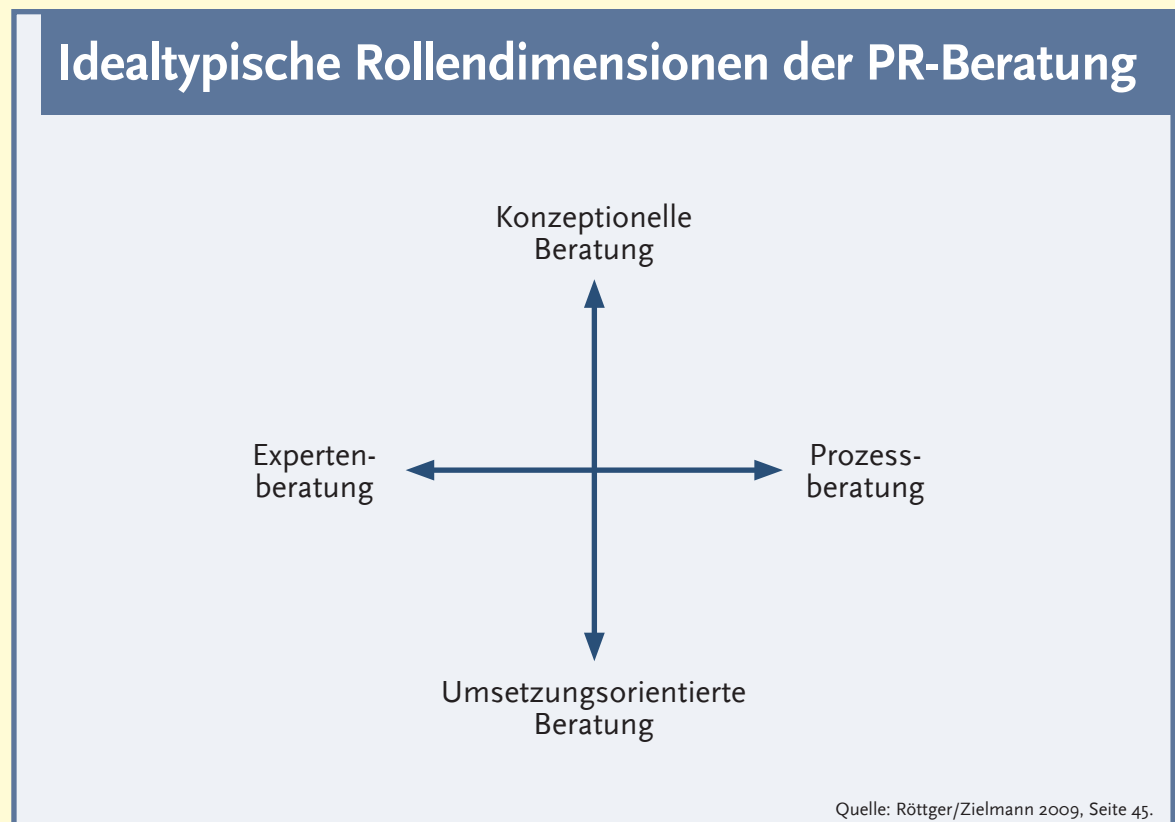 Idealtypische Rollendimensionen der PR-Beratung
Konzeptionelle
Beratung
Experten-
beratung
Prozess-
beratung
Umsetzungsorientierte
Beratung
Quelle: Röttger/Zielmann 2009, Seite 45.